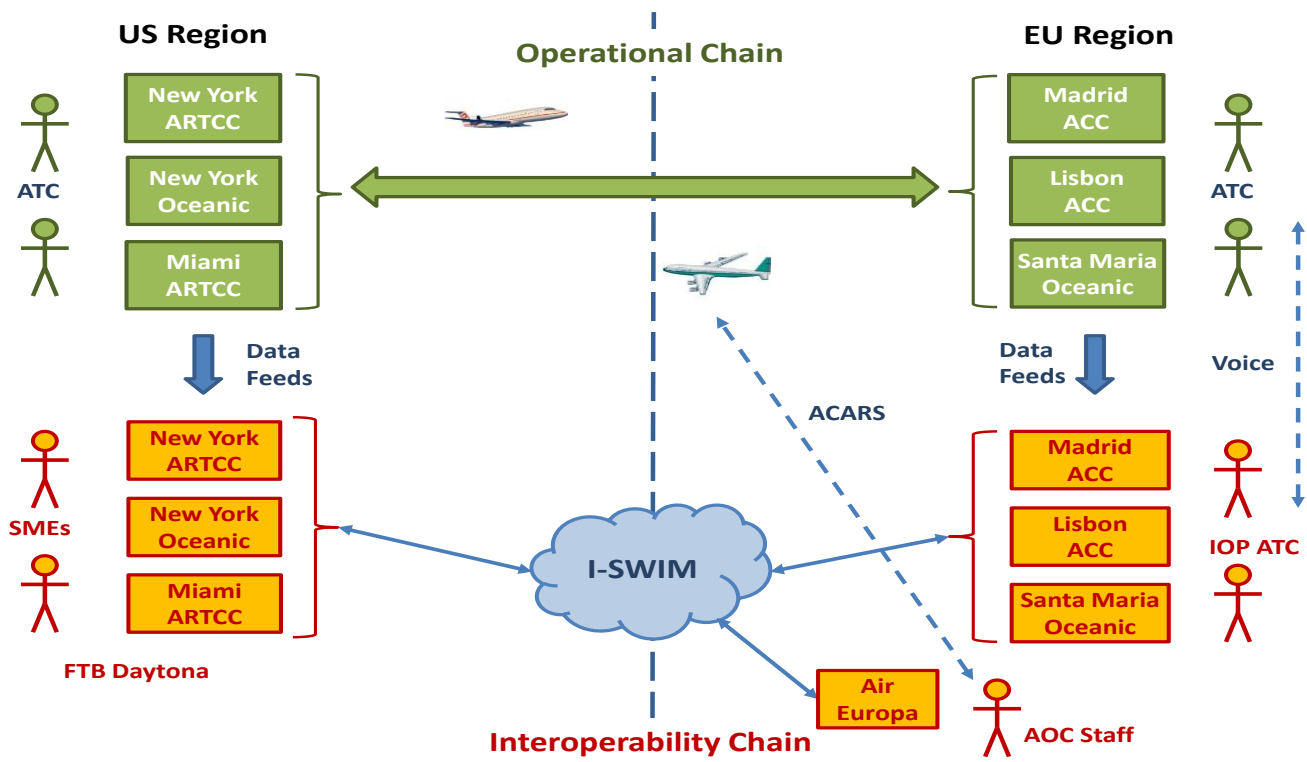 US Region
Operational Chain
EU Region
New York
ARTCC
New York
Oceanic
Miami
ARTCC
ATC
Madrid
ACC
Lisbon
ACC
Santa Maria
Oceanic
ATC
Data
Feeds
Data
Feeds
Voice
ACARS
New York
ARTCC
New York
Oceanic
Miami
ARTCC
SMEs
FTB Daytona
I-SWIM
Madrid
ACC
Lisbon
ACC
Santa Maria
Oceanic
IOP ATC
Air
Europa
AOC Staff
Interoperability Chain